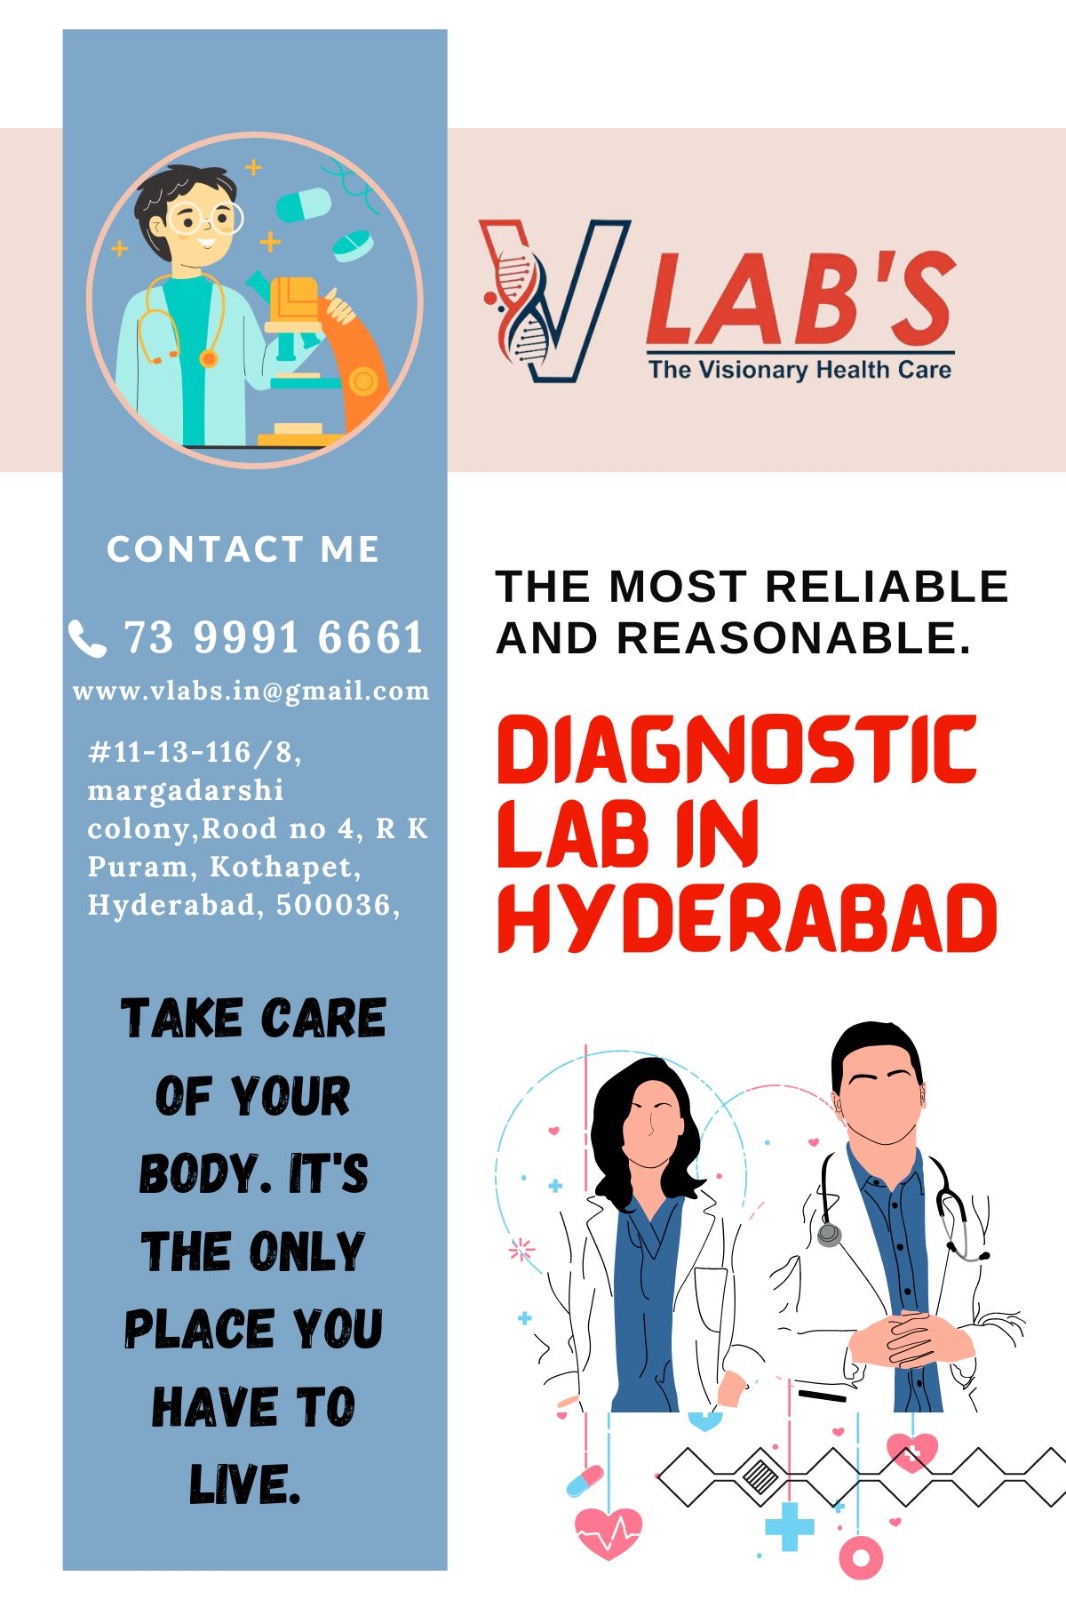 V LAB'S
The Visionary Health Care
CONTACT ME
73 9991 6661
www.vlabs.in@gmail.com
#11-13-116/8,
margadarshi
colony,Rood no 4, R K
Puram, Kothapet,
Hyderabad, 500036,
TAKE CARE
OF YOUR
BODY. IT'S
THE ONLY
PLACE YOU
HAVE TO
LIVE.
THE MOST RELIABLE
AND REASONABLE.
DIAGNOSTIC
LAB IN
HYDERABAD